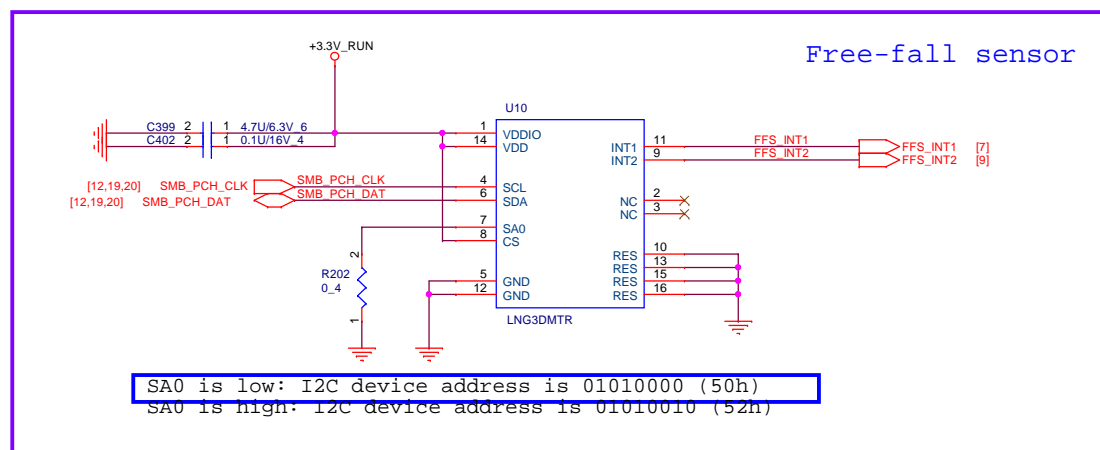 Free-fall sensor
+3.3V_RUN
U10
C399 2 1 4.7U/6.3V_6
C402 2 1 0.1U/16V_4
1 VDDIO
14 VDD
INT1 11 FFS_INT1 FFS_INT1 [7]
INT2 9 FFS_INT2 FFS_INT2 [9]
[12,19,20] SMB_PCH_CLK SMB_PCH_CLK 4 SCL
[12,19,20] SMB_PCH_DAT SMB_PCH_DAT 6 SDA
NC 2
NC 3
7 SA0
8 CS
RES 10
RES 13
RES 15
RES 16
2
R202
0_4
1
5 GND
12 GND
LNG3DMTR
SA0 is low: I2C device address is 01010000 (50h)
SA0 is high: I2C device address is 01010010 (52h)